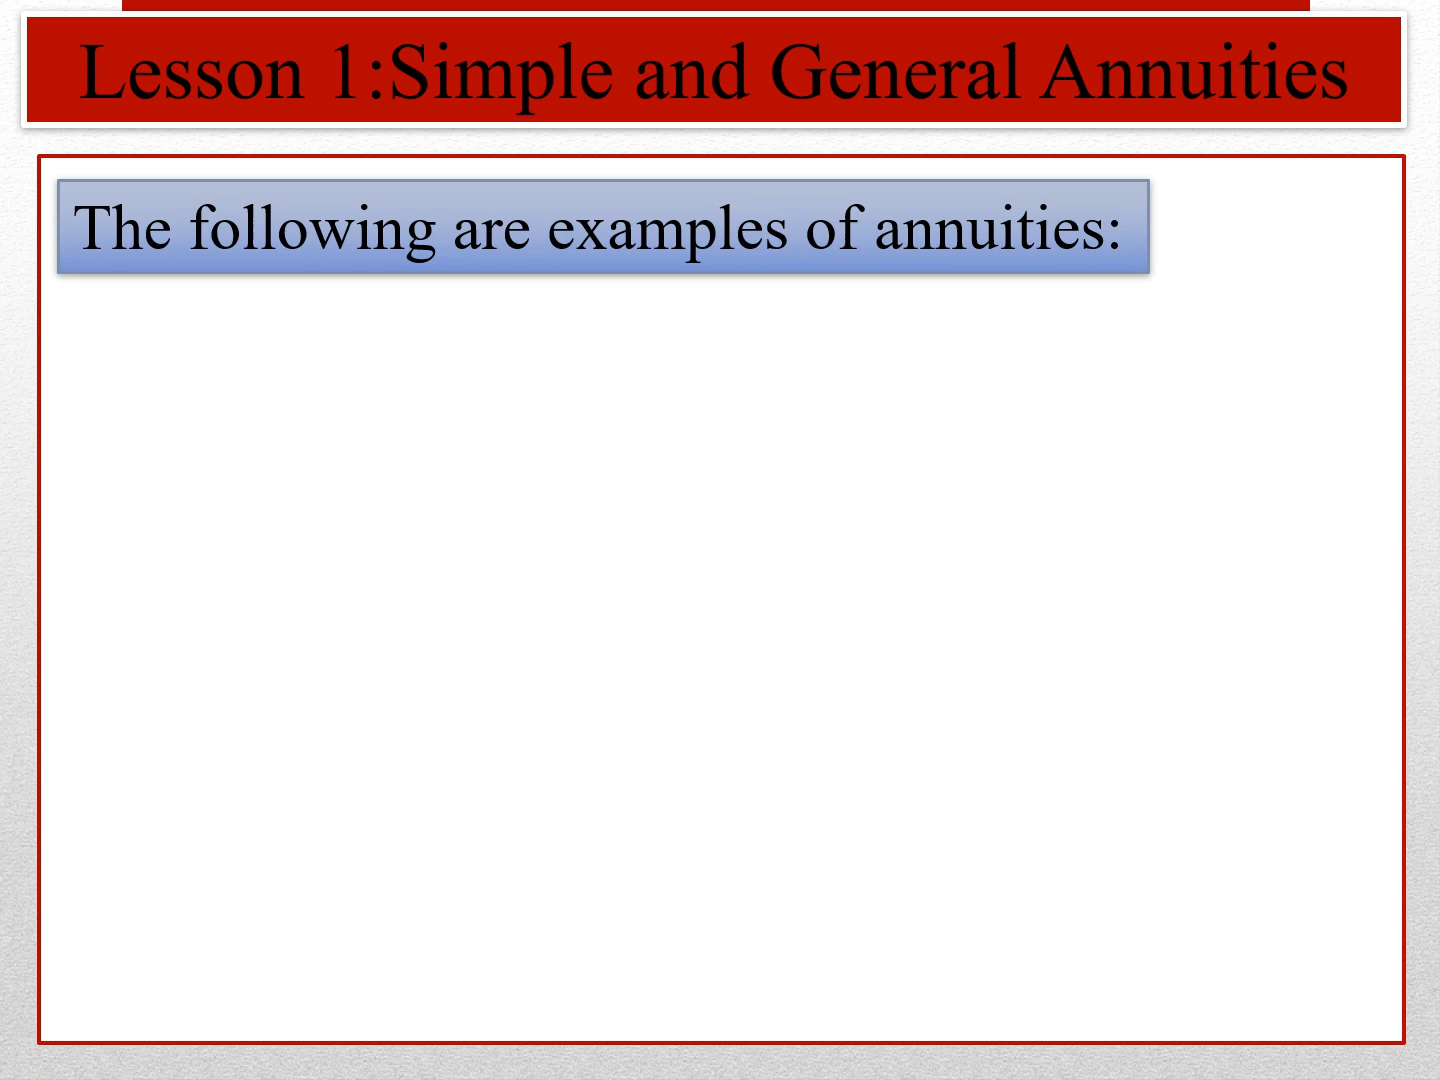 Lesson 1:Simple and General Annuities
The following are examples of annuities: